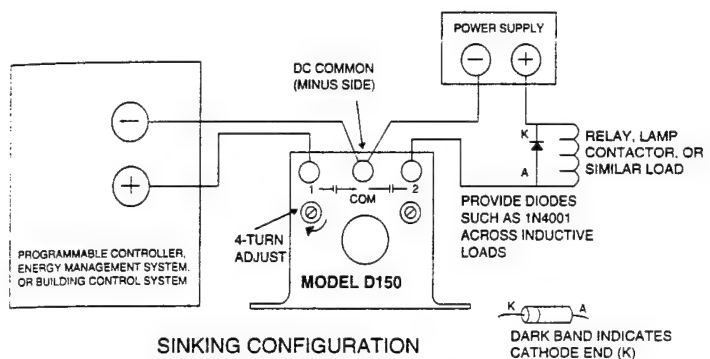 POWER SUPPLY
− +
DC COMMON
(MINUS SIDE)
−
+
K
A
RELAY, LAMP
CONTACTOR, OR
SIMILAR LOAD
1 2
COM
PROVIDE DIODES
SUCH AS 1N4001
ACROSS INDUCTIVE
LOADS
4-TURN
ADJUST
PROGRAMMABLE CONTROLLER,
ENERGY MANAGEMENT SYSTEM,
OR BUILDING CONTROL SYSTEM
MODEL D150
K A
SINKING CONFIGURATION
DARK BAND INDICATES
CATHODE END (K)